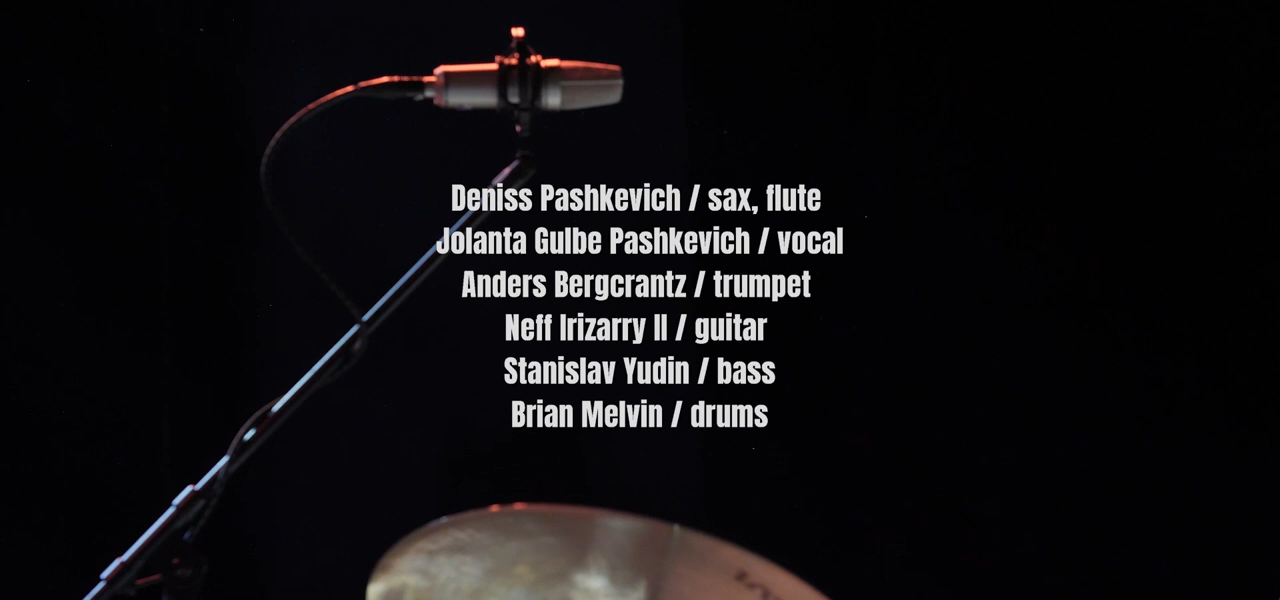 Deniss Pashkevich / sax, flute
Jolanta Gulbe Pashkevich / vocal
Anders Bergcrantz / trumpet
Neff Irizarry II / guitar
Stanislav Yudin / bass
Brian Melvin / drums